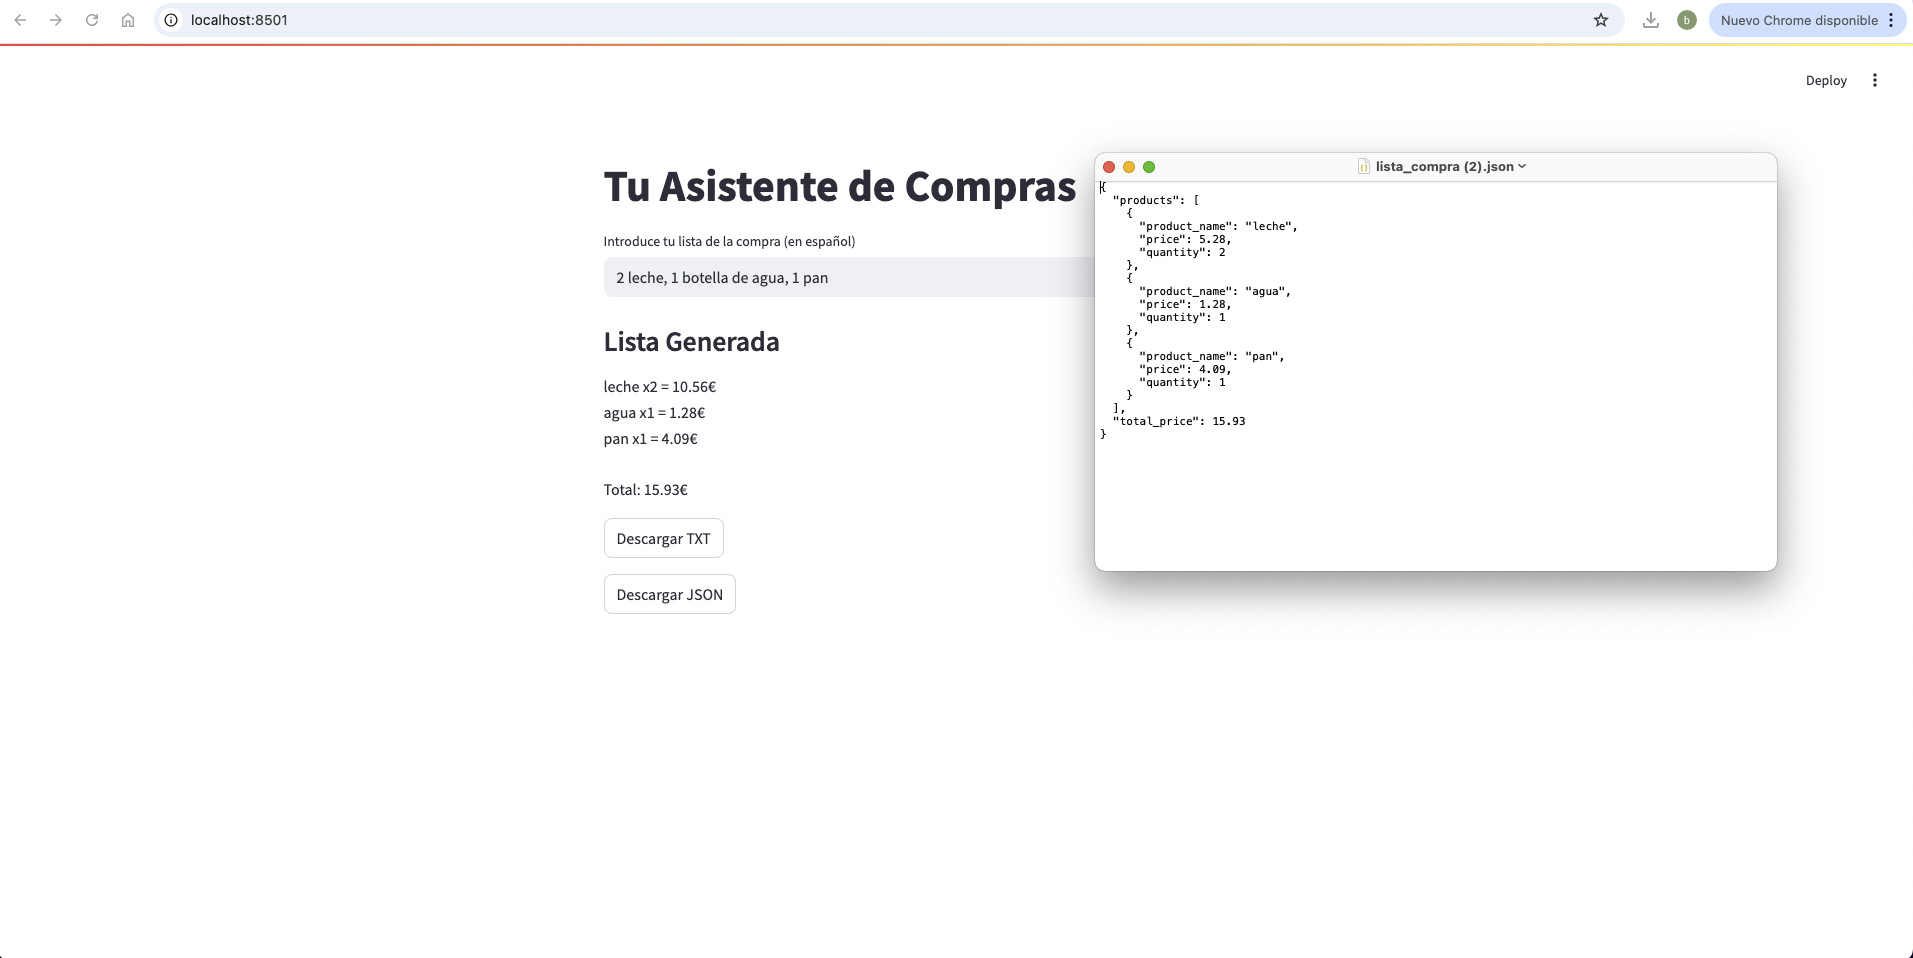 localhost:8501
Nuevo Chrome disponible
b
Deploy
Tu Asistente de Compras
Introduce tu lista de la compra (en español)
2 leche, 1 botella de agua, 1 pan
Lista Generada
leche x2 = 10.56€
agua x1 = 1.28€
pan x1 = 4.09€
Total: 15.93€
Descargar TXT
Descargar JSON
lista_compra (2).json
{
  "products": [
    {
      "product_name": "leche",
      "price": 5.28,
      "quantity": 2
    },
    {
      "product_name": "agua",
      "price": 1.28,
      "quantity": 1
    },
    {
      "product_name": "pan",
      "price": 4.09,
      "quantity": 1
    }
  ],
  "total_price": 15.93
}